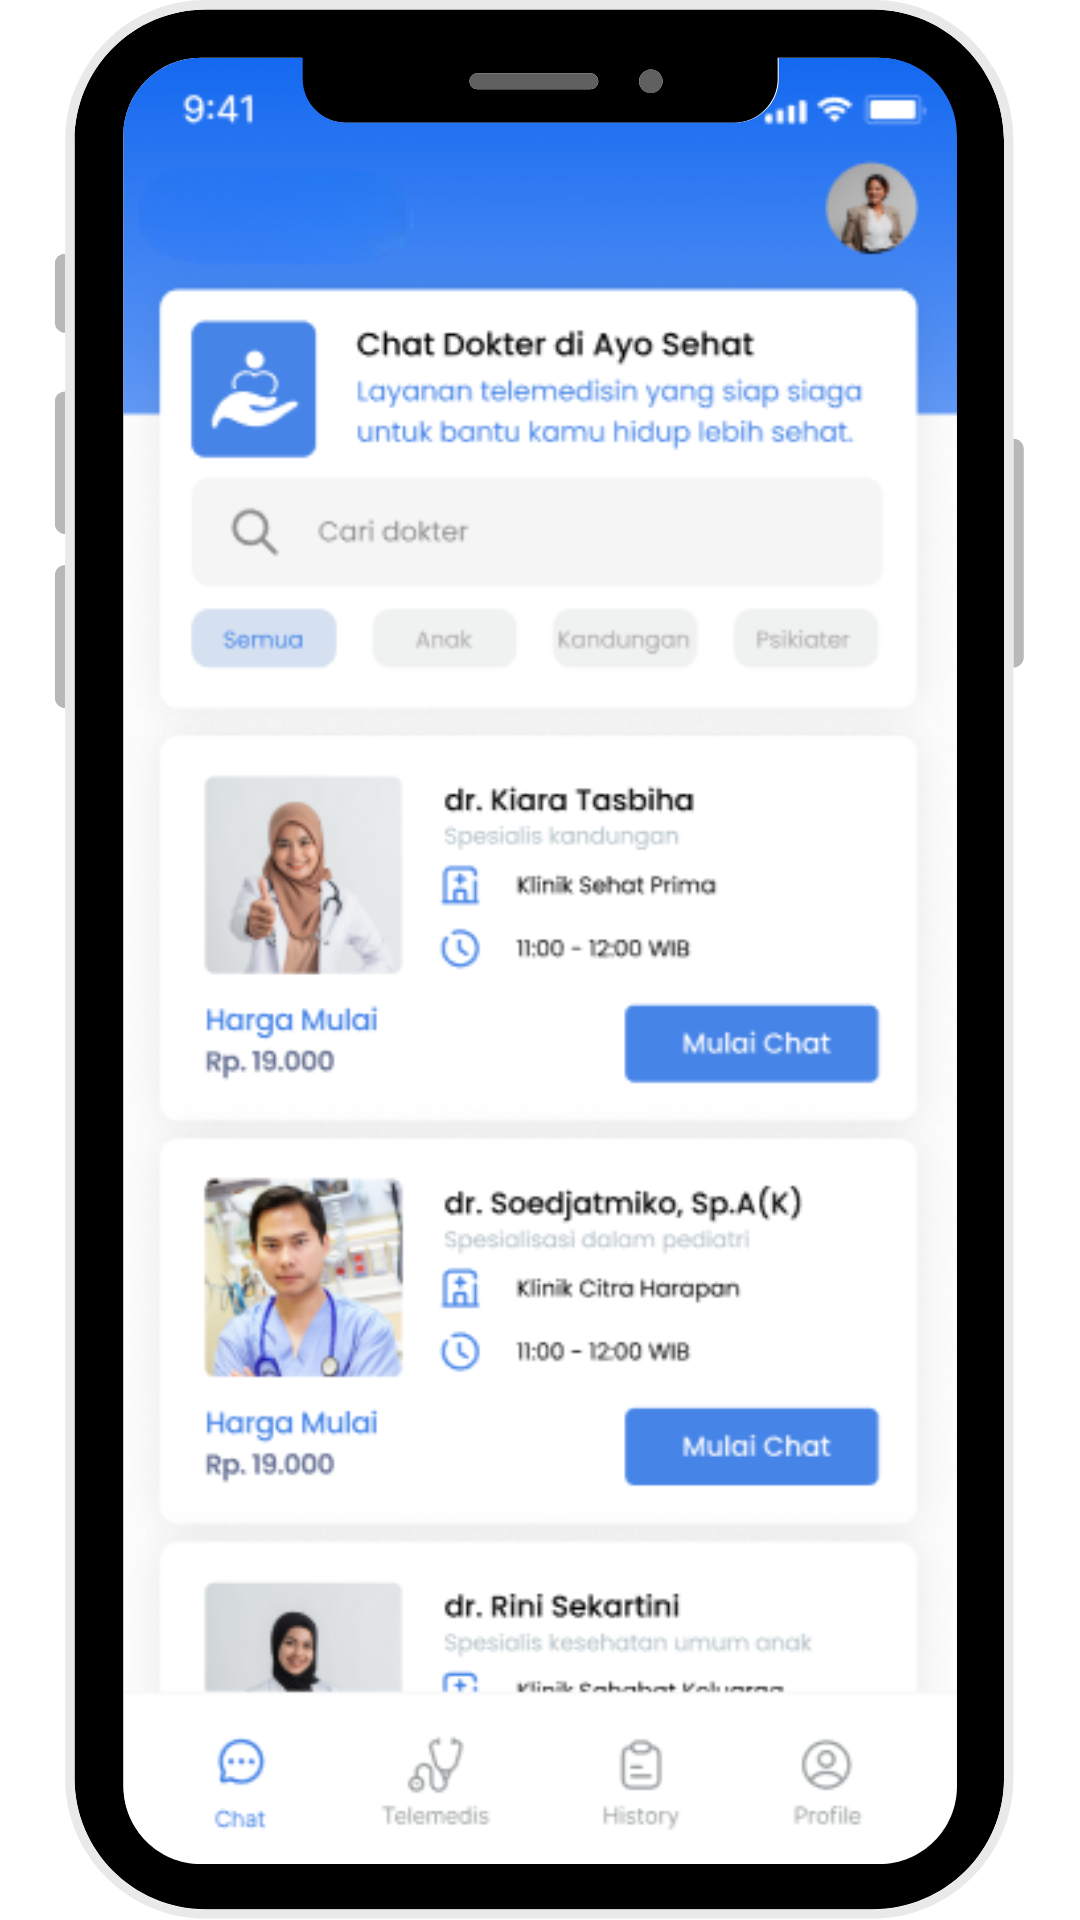 9:41
Chat Dokter di Ayo Sehat
Layanan telemedisin yang siap siaga
untuk bantu kamu hidup lebih sehat.
Cari dokter
Semua
Anak
Kandungan
Psikiater
dr. Kiara Tasbiha
Spesialis kandungan
Klinik Sehat Prima
11:00 - 12:00 WIB
Harga Mulai
Rp. 19.000
Mulai Chat
dr. Soedjatmiko, Sp.A(K)
Spesialisasi dalam pediatri
Klinik Citra Harapan
11:00 - 12:00 WIB
Harga Mulai
Rp. 19.000
Mulai Chat
dr. Rini Sekartini
Spesialis kesehatan umum anak
Klinik Sahabat Keluarga
Chat
Telemedis
History
Profile